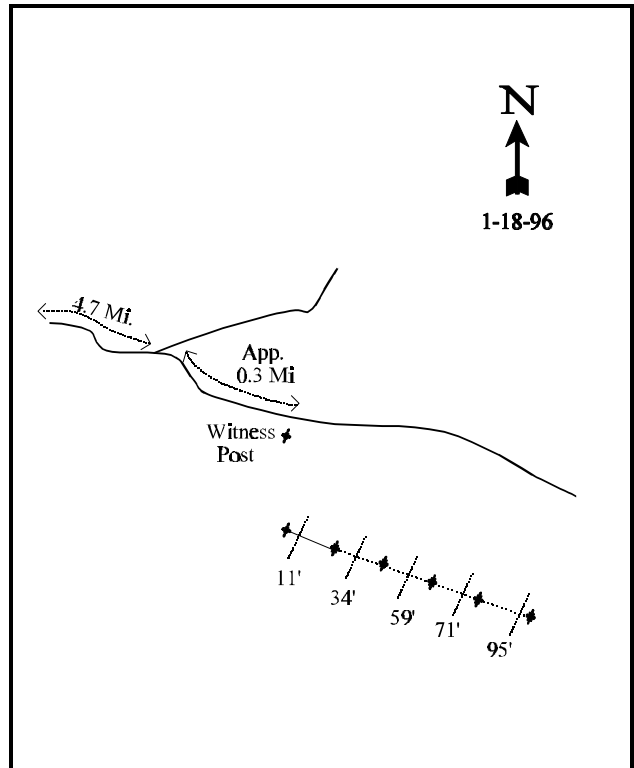 N
1-18-96
4.7 Mi.
App.
0.3 Mi
Witness
Post
11'
34'
59'
71'
95'